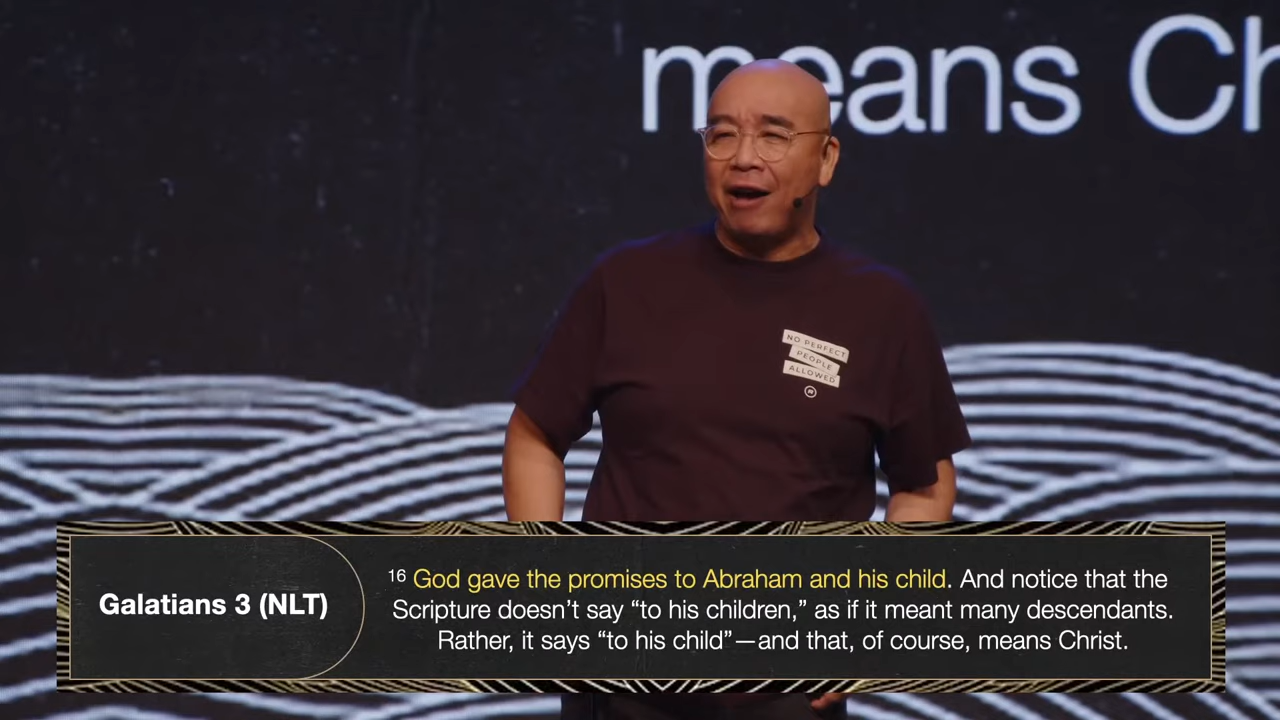 means Ch
NO PERFECT
PEOPLE
ALLOWED
R
Galatians 3 (NLT)
16 God gave the promises to Abraham and his child. And notice that the
Scripture doesn’t say “to his children,” as if it meant many descendants.
Rather, it says “to his child”—and that, of course, means Christ.